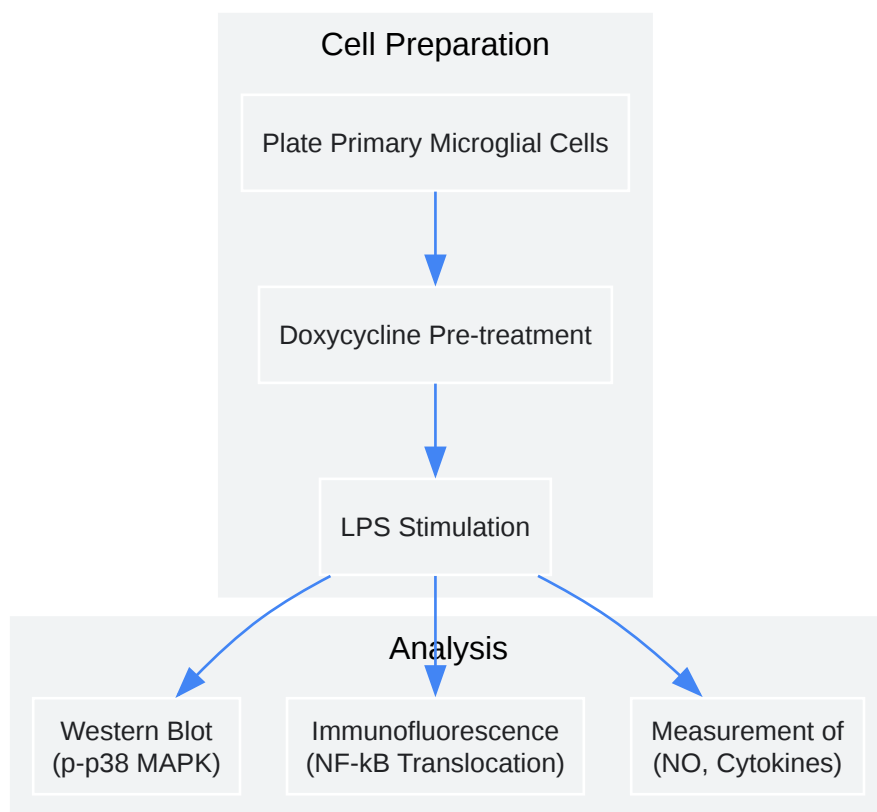 Cell Preparation
Plate Primary Microglial Cells
Doxycycline Pre-treatment
LPS Stimulation
Analysis
Western Blot
(p-p38 MAPK)
Immunofluorescence
(NF-kB Translocation)
Measurement of
(NO, Cytokines)